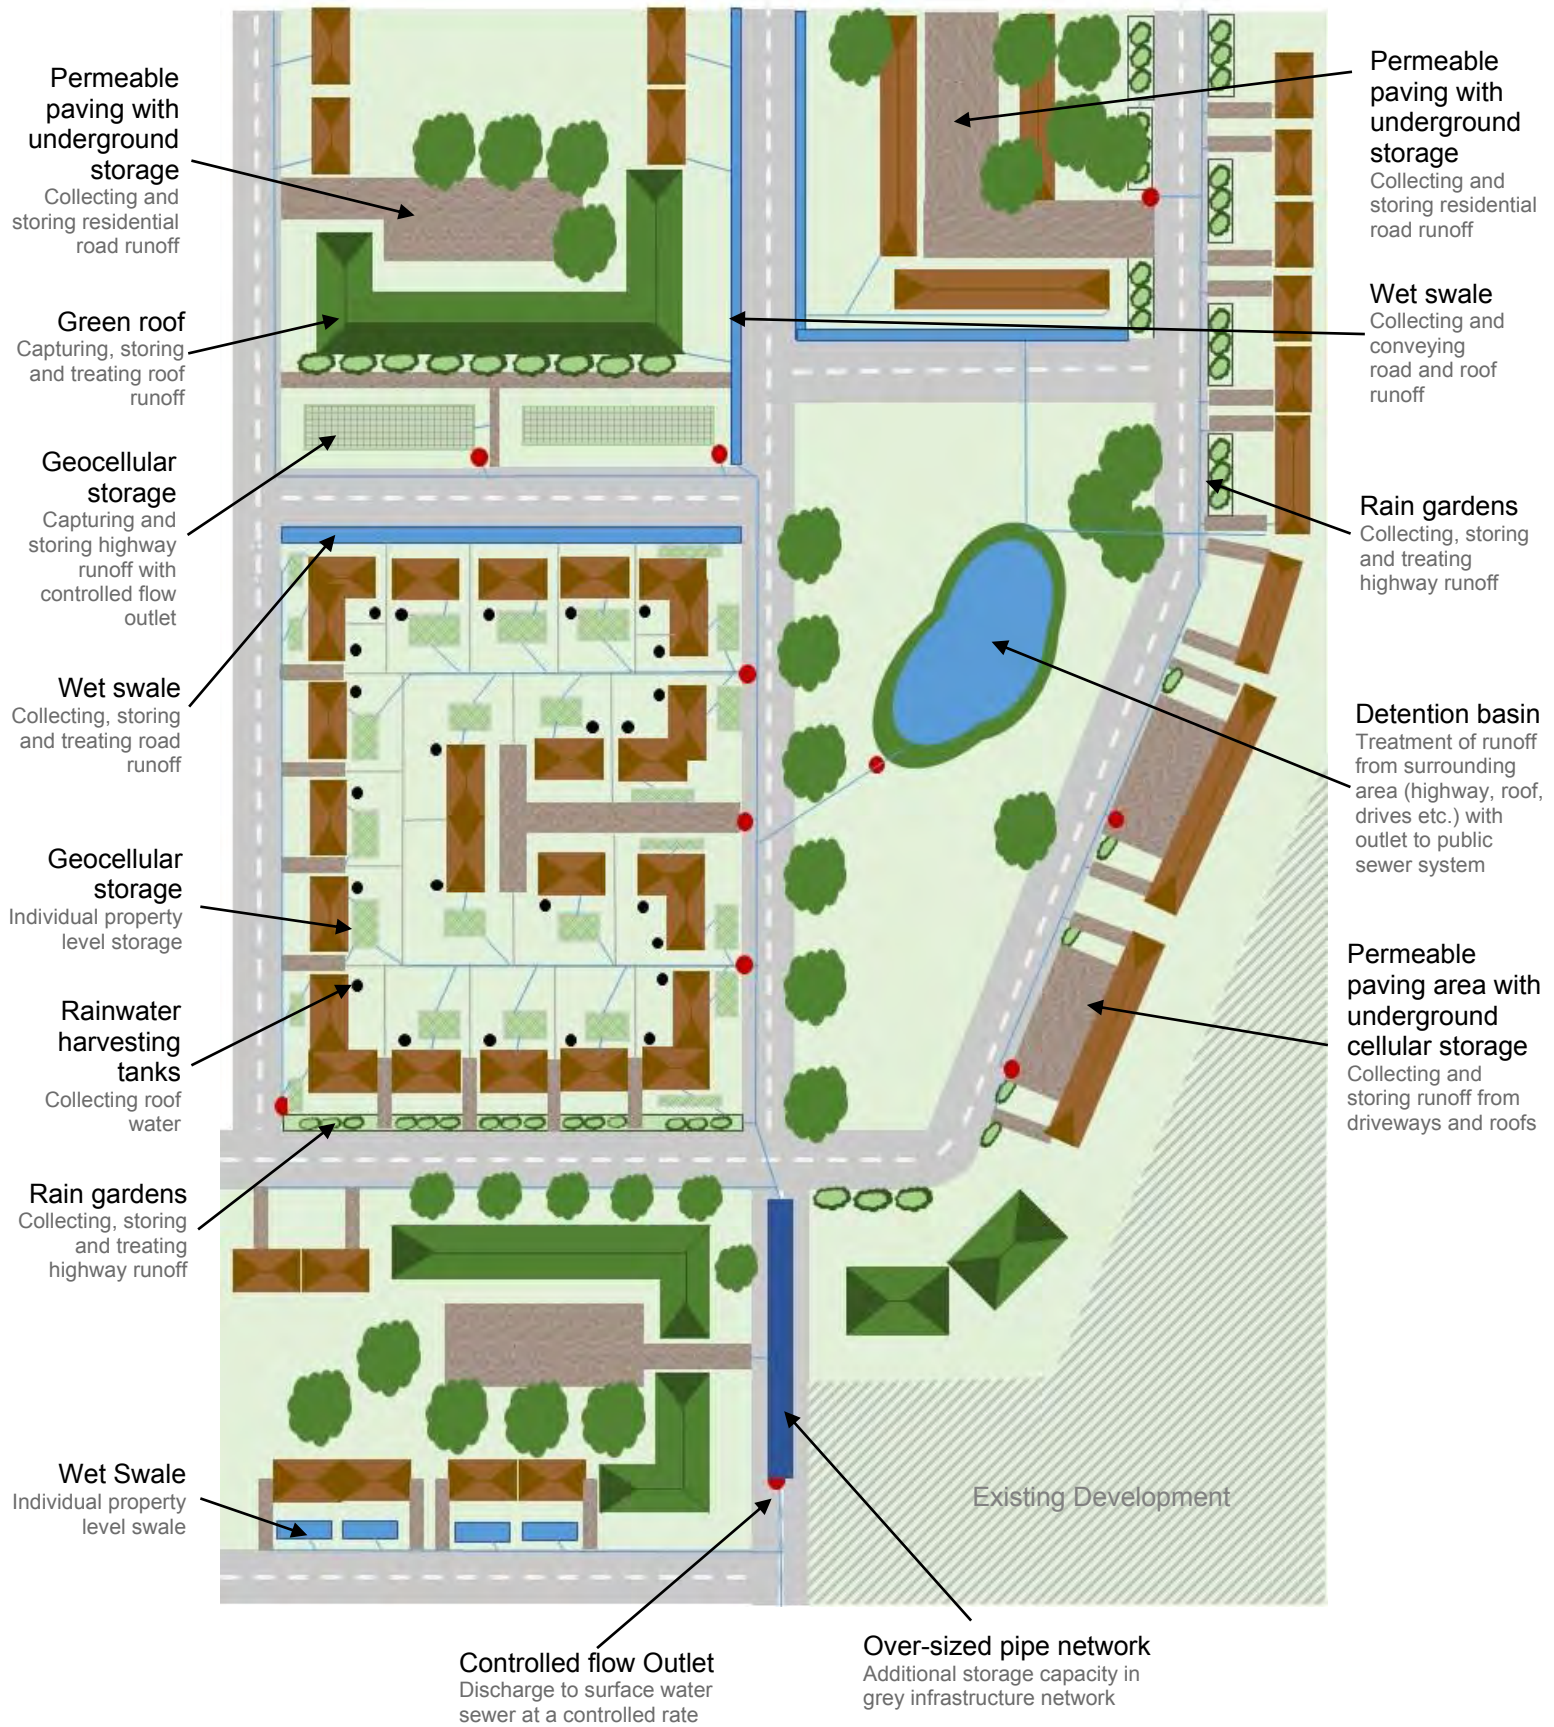 Permeable
paving with
underground
storage
Collecting and
storing residential
road runoff
Green roof
Capturing, storing
and treating roof
runoff
Geocellular
storage
Capturing and
storing highway
runoff with
controlled flow
outlet
Wet swale
Collecting, storing
and treating road
runoff
Geocellular
storage
Individual property
level storage
Rainwater
harvesting
tanks
Collecting roof
water
Rain gardens
Collecting, storing
and treating
highway runoff
Wet Swale
Individual property
level swale
Permeable
paving with
underground
storage
Collecting and
storing residential
road runoff
Wet swale
Collecting and
conveying
road and roof
runoff
Rain gardens
Collecting, storing
and treating
highway runoff
Detention basin
Treatment of runoff
from surrounding
area (highway, roof,
drives etc.) with
outlet to public
sewer system
Permeable
paving area with
underground
cellular storage
Collecting and
storing runoff from
driveways and roofs
Existing Development
Controlled flow Outlet
Discharge to surface water
sewer at a controlled rate
Over-sized pipe network
Additional storage capacity in
grey infrastructure network